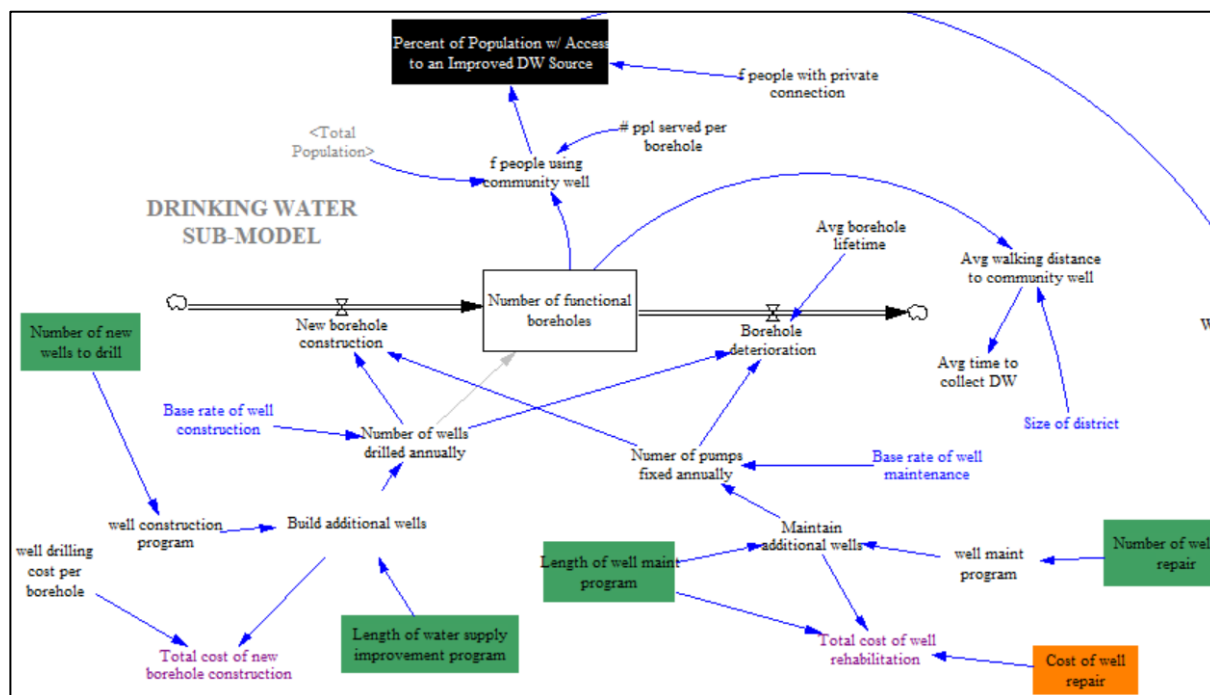 Percent of Population w/ Access
to an Improved DW Source
f people with private
connection
<Total
Population>
# ppl served per
borehole
f people using
community well
DRINKING WATER
SUB-MODEL
Avg borehole
lifetime
Avg walking distance
to community well
Number of functional
boreholes
Number of new
wells to drill
New borehole
construction
Borehole
deterioration
W
Avg time to
collect DW
Base rate of well
construction
Number of wells
drilled annually
Numer of pumps
fixed annually
Base rate of well
maintenance
Size of district
well construction
program
Build additional wells
Maintain
additional wells
well maint
program
Number of well
repair
well drilling
cost per
borehole
Length of well maint
program
Total cost of new
borehole construction
Length of water supply
improvement program
Total cost of well
rehabilitation
Cost of well
repair